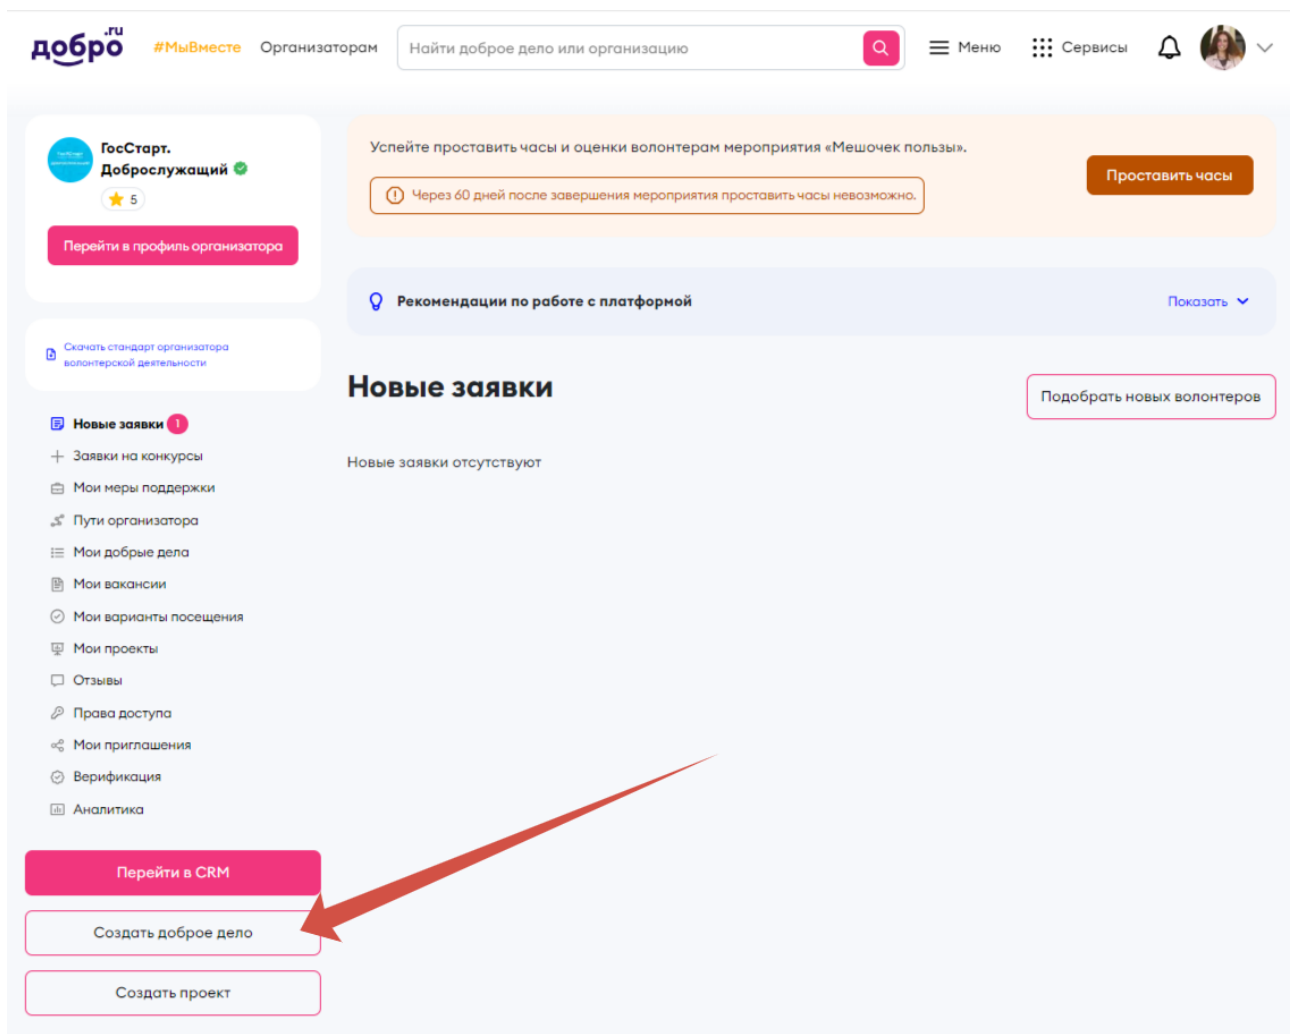 добро.ru
#МыВместе Организаторам Найти доброе дело или организацию Меню Сервисы
ГосСтарт.
Доброслужащий
5
Перейти в профиль организатора
Скачать стандарт организатора
волонтерской деятельности
Новые заявки 1
Заявки на конкурсы
Мои меры поддержки
Пути организатора
Мои добрые дела
Мои вакансии
Мои варианты посещения
Мои проекты
Отзывы
Права доступа
Мои приглашения
Верификация
Аналитика
Перейти в CRM
Создать доброе дело
Создать проект
Успейте проставить часы и оценки волонтерам мероприятия «Мешочек пользы».
Через 60 дней после завершения мероприятия проставить часы невозможно.
Проставить часы
Рекомендации по работе с платформой
Показать
Новые заявки
Подобрать новых волонтеров
Новые заявки отсутствуют